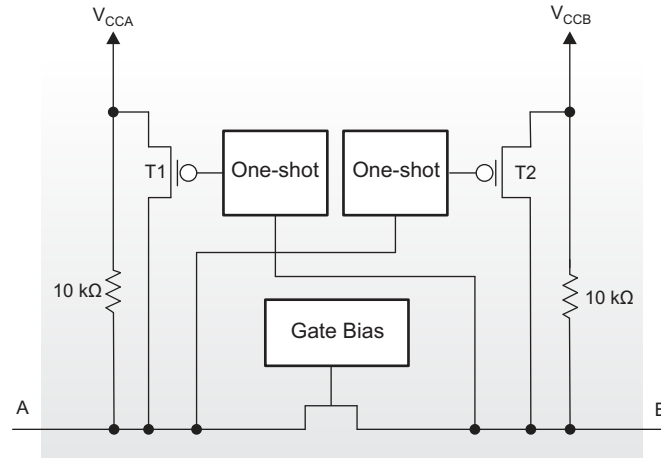 V_CCA
V_CCB
T1
One-shot
One-shot
T2
10 kΩ
10 kΩ
Gate Bias
A
B